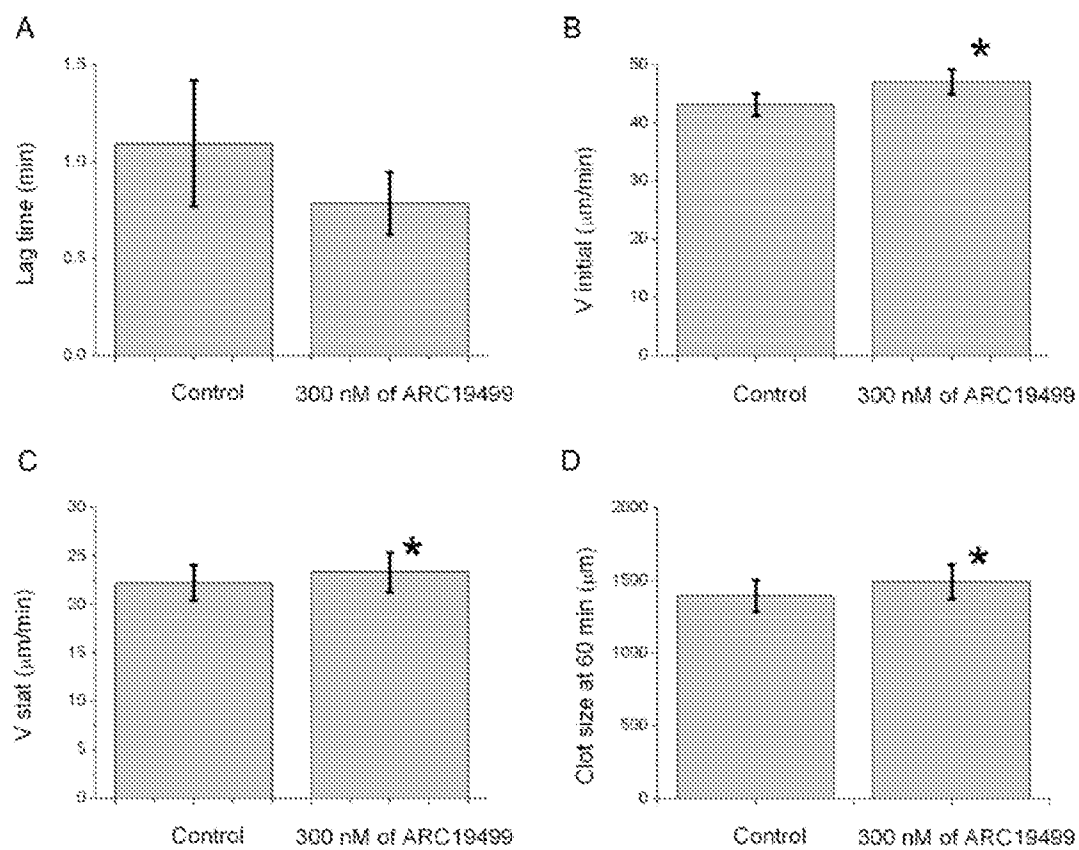 A
Lag time (min)
1.5
1.0
0.5
0.0
Control
300 nM of ARC19499
B
V initial (μm/min)
50
40
30
20
10
0
*
Control
300 nM of ARC19499
C
V stat (μm/min)
30
25
20
15
10
5
0
*
Control
300 nM of ARC19499
D
Clot size at 60 min (μm)
2000
1500
1000
500
0
*
Control
300 nM of ARC19499